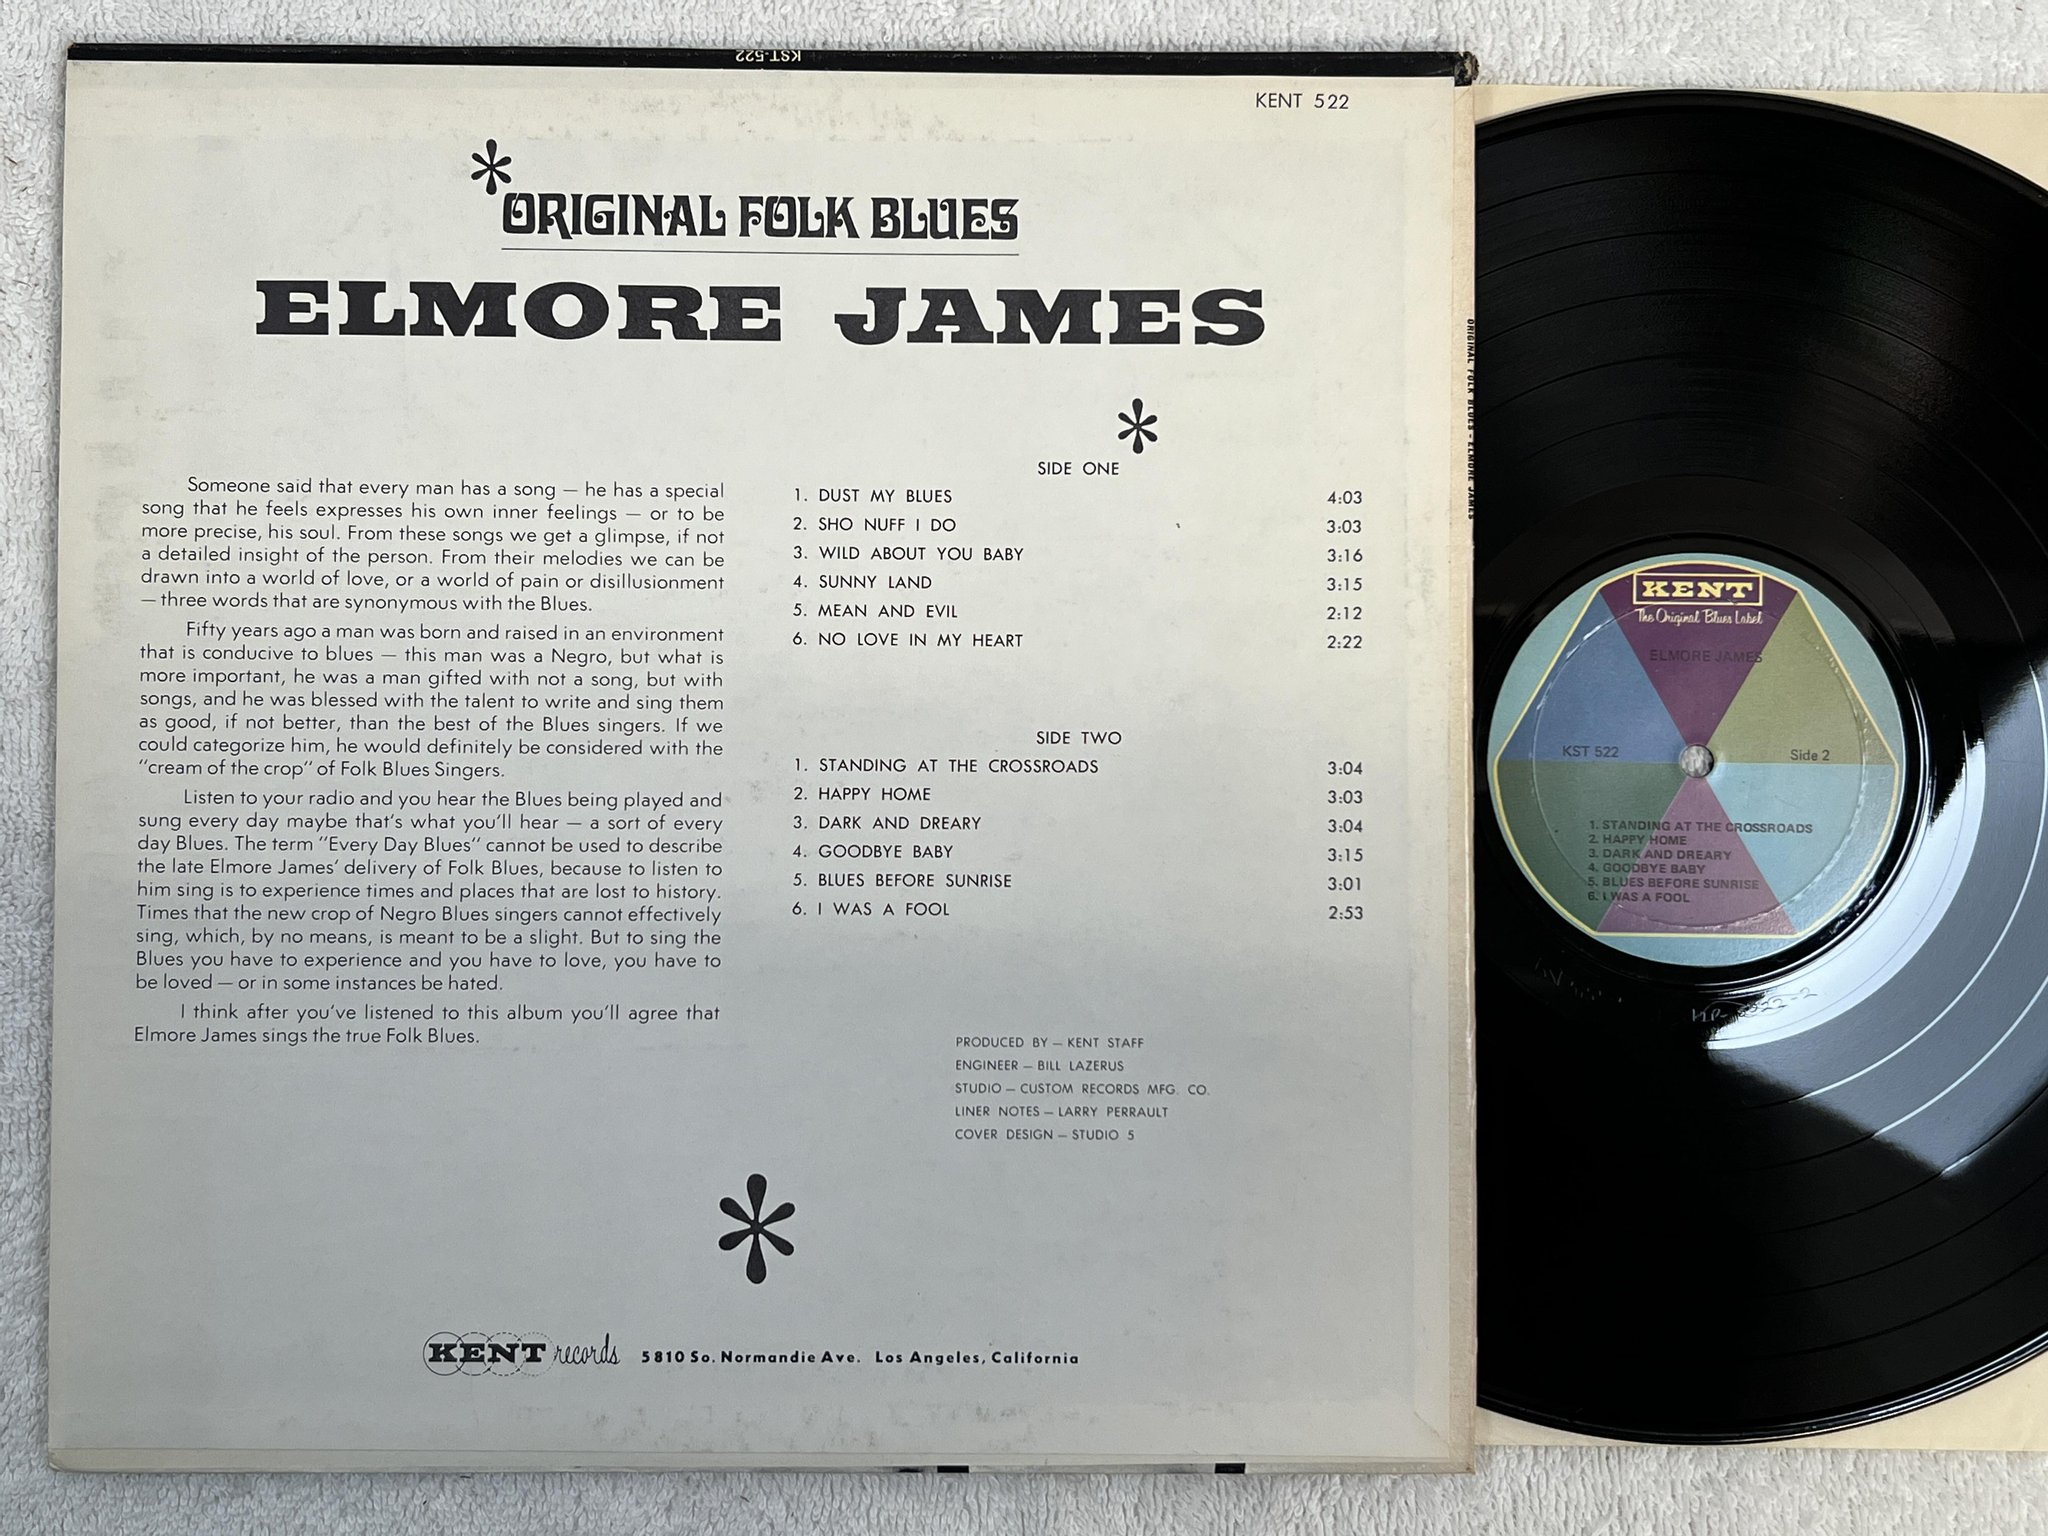 KST-522
KENT 522
ORIGINAL FOLK BLUES
ELMORE JAMES
Someone said that every man has a song — he has a special
song that he feels expresses his own inner feelings — or to be
more precise, his soul. From these songs we get a glimpse, if not
a detailed insight of the person. From their melodies we can be
drawn into a world of love, or a world of pain or disillusionment
— three words that are synonymous with the Blues.
Fifty years ago a man was born and raised in an environment
that is conducive to blues — this man was a Negro, but what is
more important, he was a man gifted with not a song, but with
songs, and he was blessed with the talent to write and sing them
as good, if not better, than the best of the Blues singers. If we
could categorize him, he would definitely be considered with the
"cream of the crop" of Folk Blues Singers.
Listen to your radio and you hear the Blues being played and
sung every day maybe that's what you'll hear — a sort of every
day Blues. The term "Every Day Blues" cannot be used to describe
the late Elmore James' delivery of Folk Blues, because to listen to
him sing is to experience times and places that are lost to history.
Times that the new crop of Negro Blues singers cannot effectively
sing, which, by no means, is meant to be a slight. But to sing the
Blues you have to experience and you have to love, you have to
be loved — or in some instances be hated.
I think after you've listened to this album you'll agree that
Elmore James sings the true Folk Blues.
SIDE ONE
1. DUST MY BLUES 4:03
2. SHO NUFF I DO 3:03
3. WILD ABOUT YOU BABY 3:16
4. SUNNY LAND 3:15
5. MEAN AND EVIL 2:12
6. NO LOVE IN MY HEART 2:22
SIDE TWO
1. STANDING AT THE CROSSROADS 3:04
2. HAPPY HOME 3:03
3. DARK AND DREARY 3:04
4. GOODBYE BABY 3:15
5. BLUES BEFORE SUNRISE 3:01
6. I WAS A FOOL 2:53
PRODUCED BY — KENT STAFF
ENGINEER — BILL LAZERUS
STUDIO — CUSTOM RECORDS MFG. CO.
LINER NOTES — LARRY PERRAULT
COVER DESIGN — STUDIO 5
KENT records 5810 So. Normandie Ave. Los Angeles, California
ORIGINAL FOLK BLUES - ELMORE JAMES
KENT
The Original Blues Label
ELMORE JAMES
KST 522 Side 2
1. STANDING AT THE CROSSROADS
2. HAPPY HOME
3. DARK AND DREARY
4. GOODBYE BABY
5. BLUES BEFORE SUNRISE
6. I WAS A FOOL